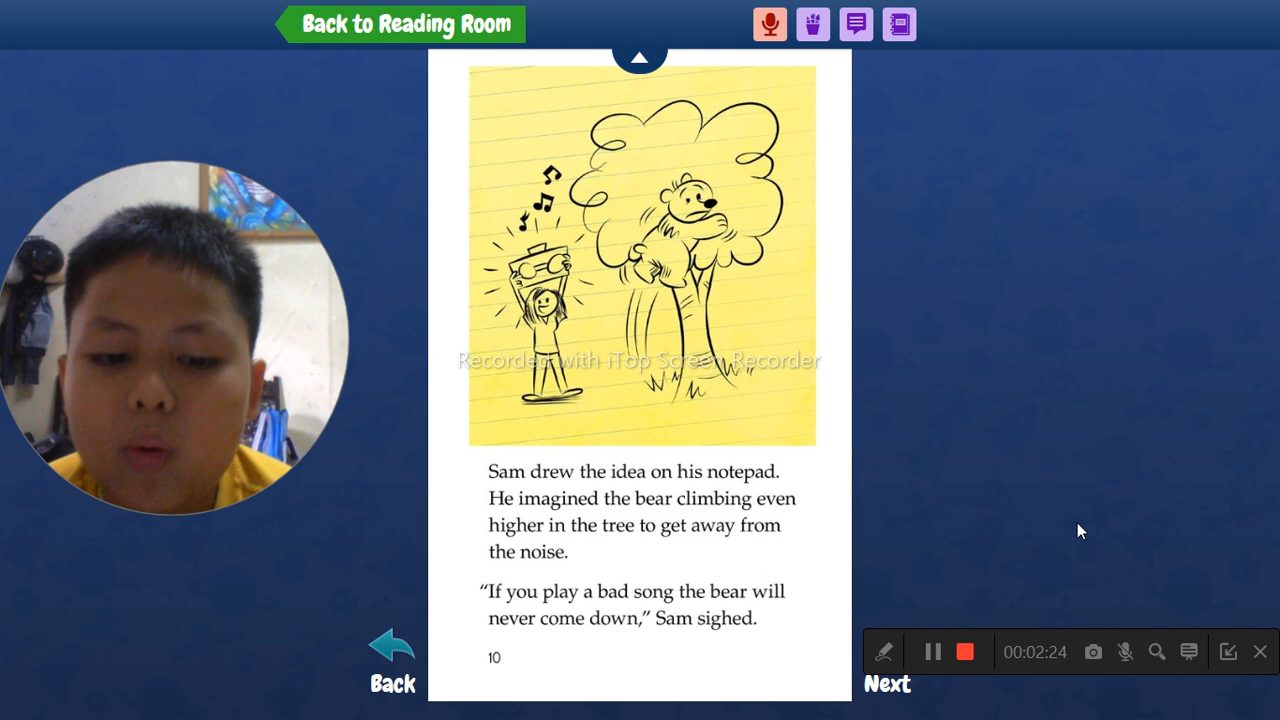 Back to Reading Room
Recorded with iTop Screen Recorder
Sam drew the idea on his notepad.
He imagined the bear climbing even
higher in the tree to get away from
the noise.
“If you play a bad song the bear will
never come down,” Sam sighed.
10
00:02:24
Back
Next